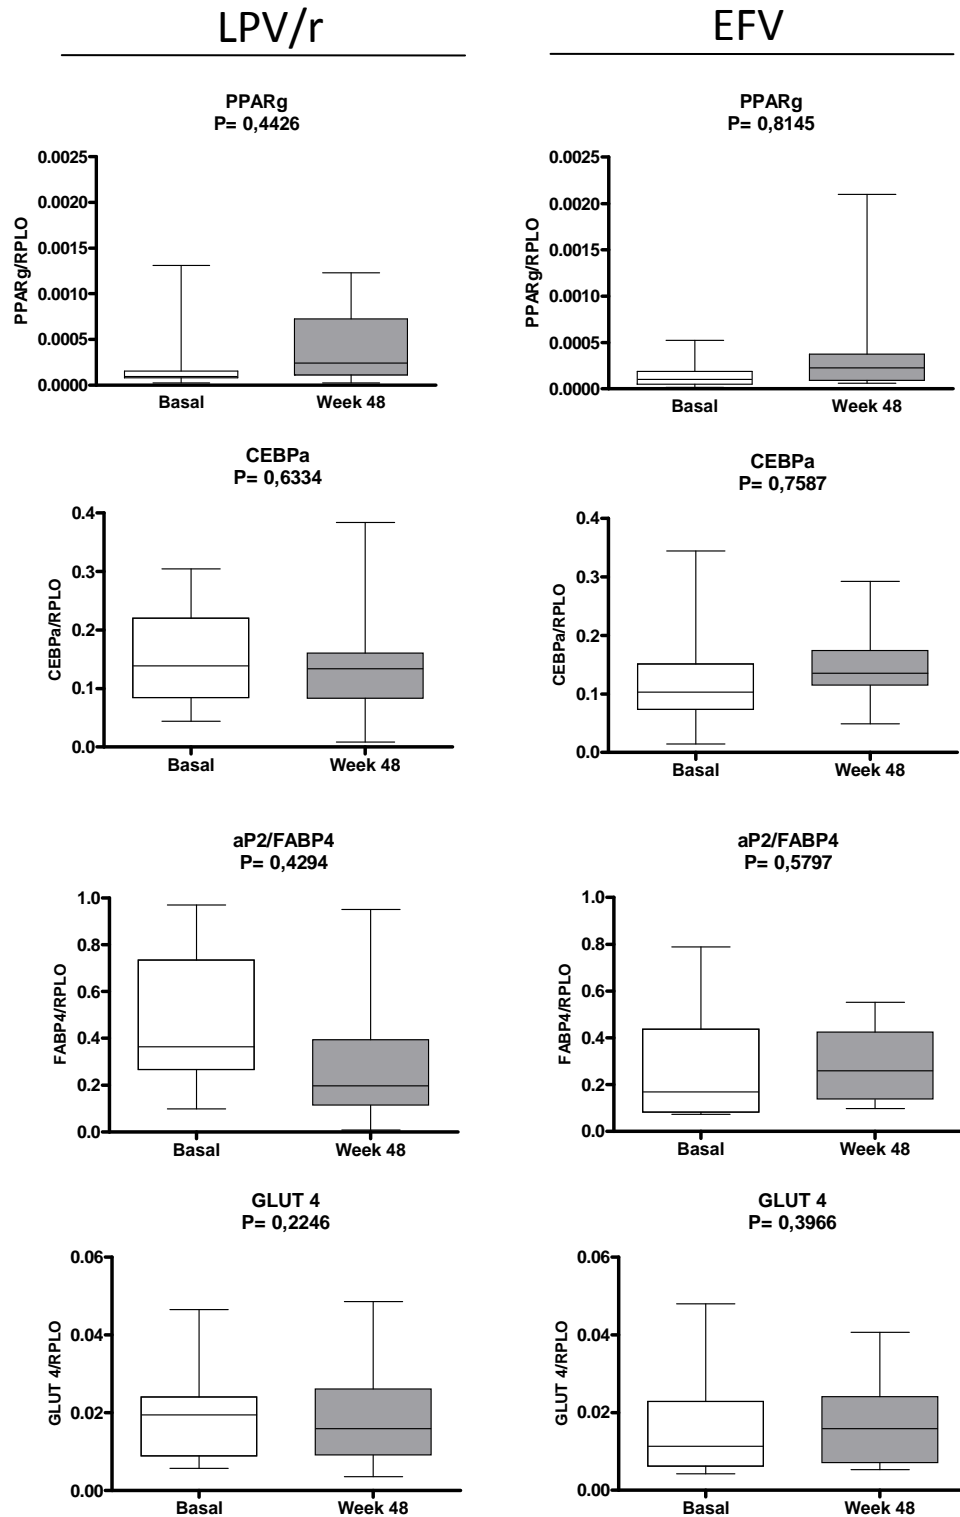 LPV/r
EFV
PPARg
P= 0,4426
0.0025
0.0020
0.0015
0.0010
0.0005
0.0000
PPARg/RPLO
Basal
Week 48
PPARg
P= 0,8145
0.0025
0.0020
0.0015
0.0010
0.0005
0.0000
PPARg/RPLO
Basal
Week 48
CEBPa
P= 0,6334
0.4
0.3
0.2
0.1
0.0
CEBPa/RPLO
Basal
Week 48
CEBPa
P= 0,7587
0.4
0.3
0.2
0.1
0.0
CEBPa/RPLO
Basal
Week 48
aP2/FABP4
P= 0,4294
1.0
0.8
0.6
0.4
0.2
0.0
FABP4/RPLO
Basal
Week 48
aP2/FABP4
P= 0,5797
1.0
0.8
0.6
0.4
0.2
0.0
FABP4/RPLO
Basal
Week 48
GLUT 4
P= 0,2246
0.06
0.04
0.02
0.00
GLUT 4/RPLO
Basal
Week 48
GLUT 4
P= 0,3966
0.06
0.04
0.02
0.00
GLUT 4/RPLO
Basal
Week 48